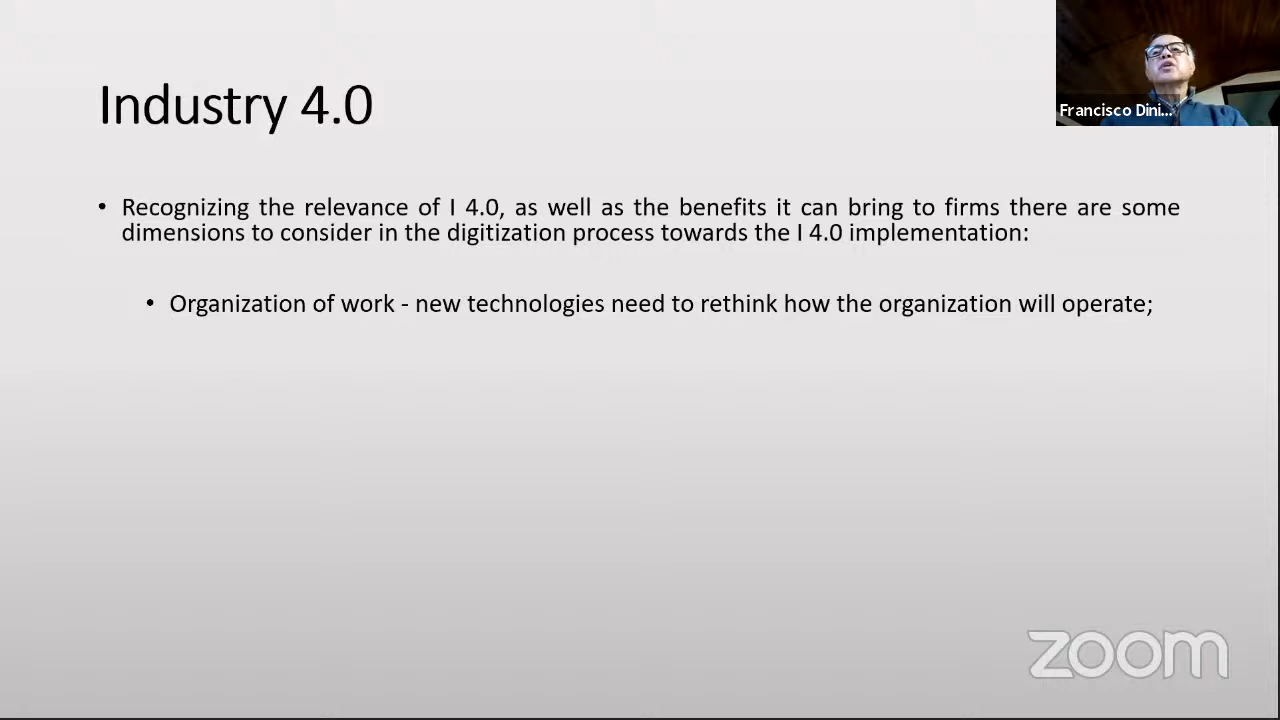 Industry 4.0
Francisco Dini...
• Recognizing the relevance of I 4.0, as well as the benefits it can bring to firms there are some
dimensions to consider in the digitization process towards the I 4.0 implementation:
• Organization of work - new technologies need to rethink how the organization will operate;
zoom